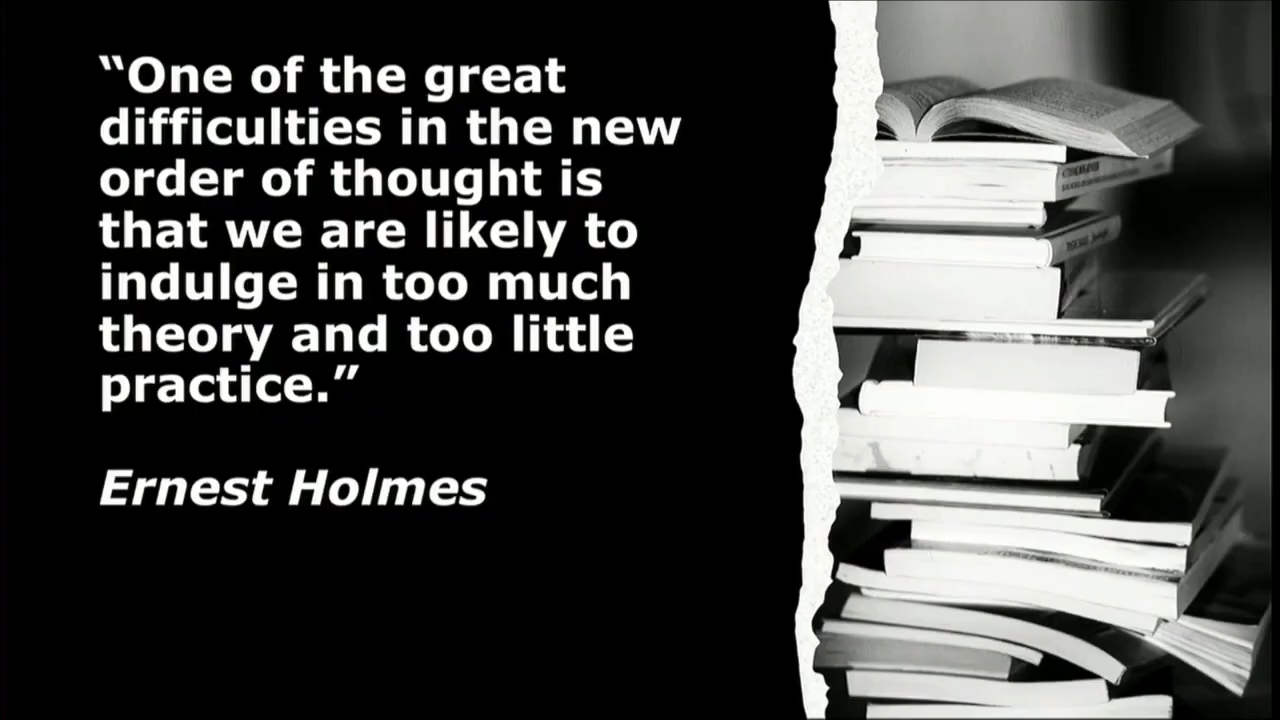 “One of the great
difficulties in the new
order of thought is
that we are likely to
indulge in too much
theory and too little
practice.”
Ernest Holmes